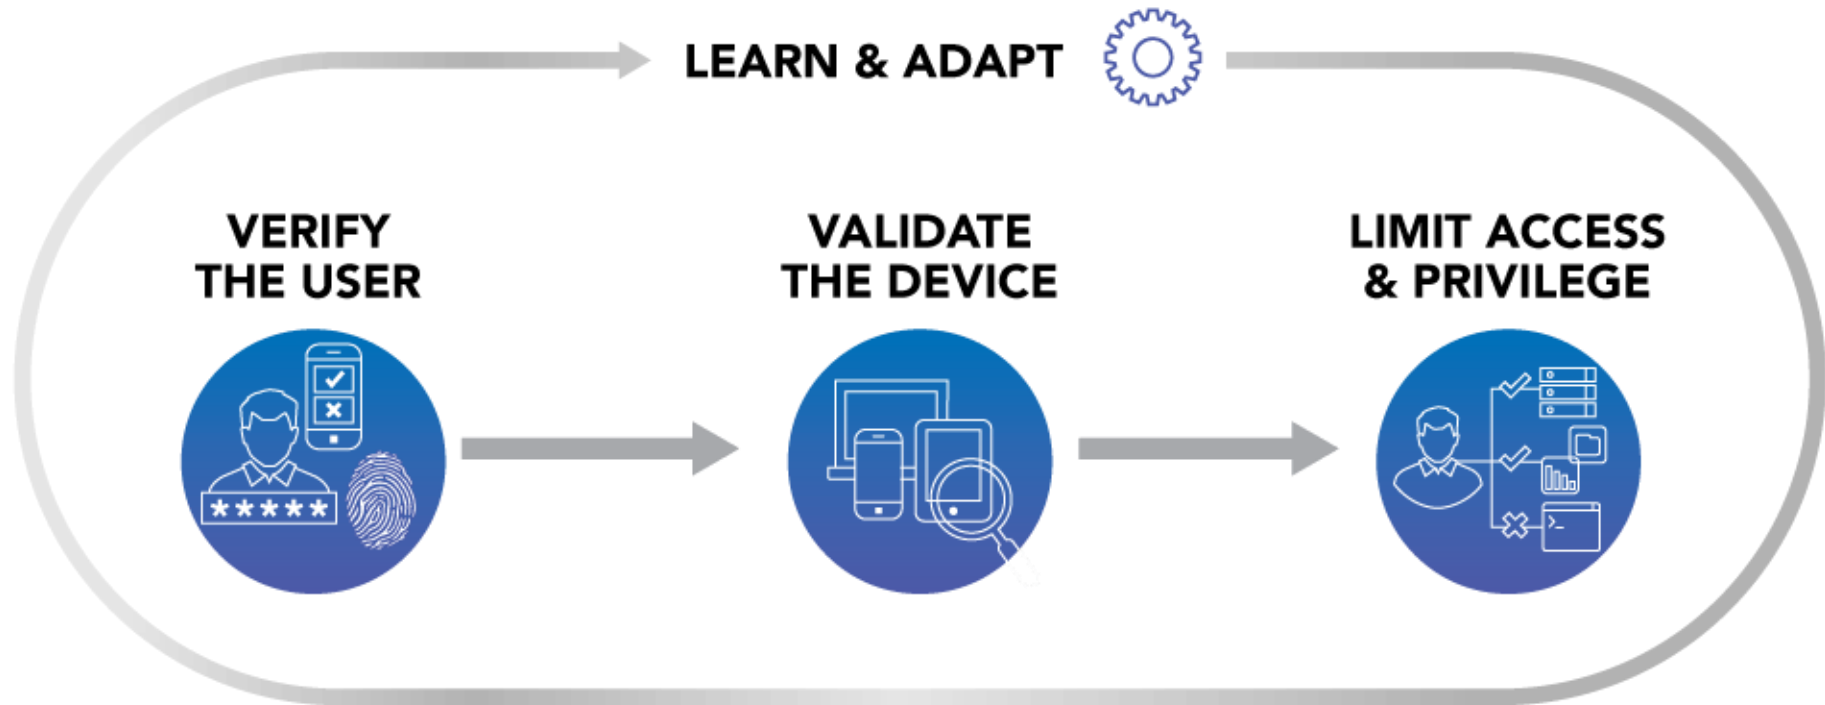 LEARN & ADAPT
VERIFY
THE USER
VALIDATE
THE DEVICE
LIMIT ACCESS
& PRIVILEGE
*****
>_